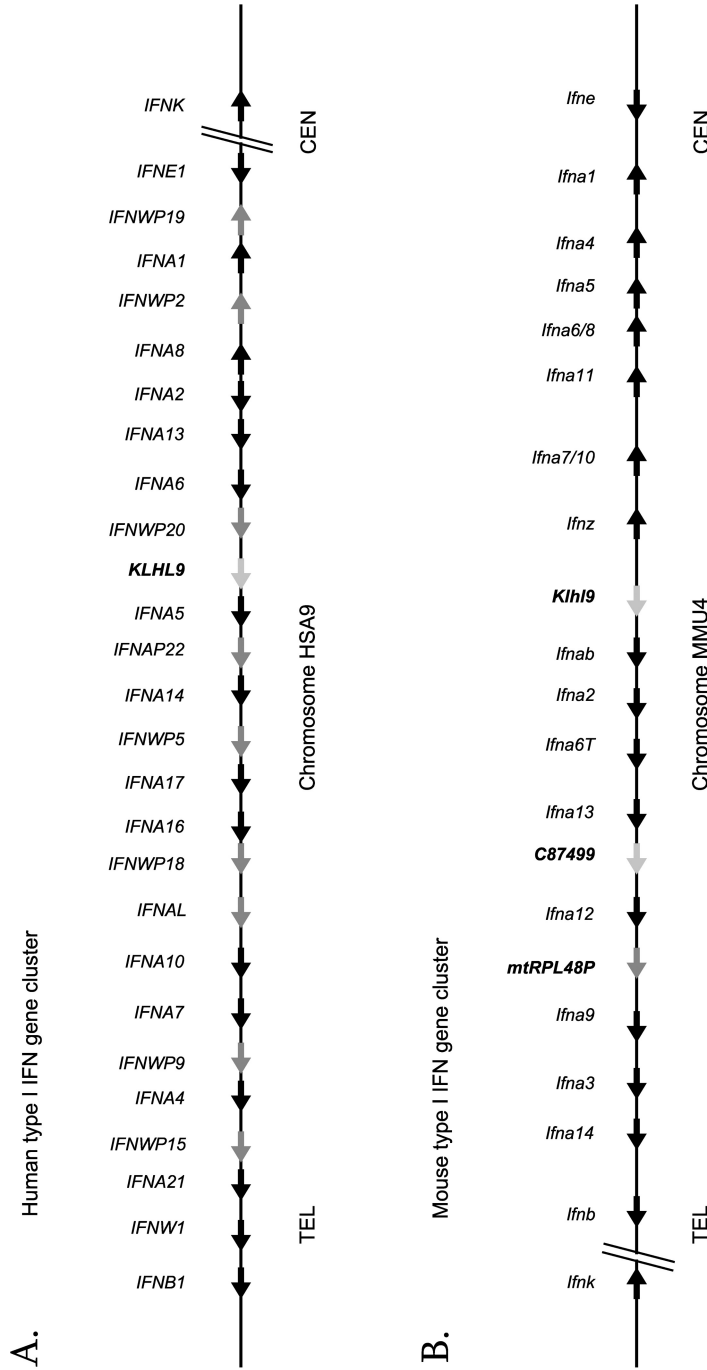 A.
Human type I IFN gene cluster
IFNB1
IFNW1
IFNA21
IFNWP15
IFNA4
IFNWP9
IFNA7
IFNA10
IFNAL
IFNWP18
IFNA16
IFNA17
IFNWP5
IFNA14
IFNAP22
IFNA5
KLHL9
IFNWP20
IFNA6
IFNA13
IFNA2
IFNA8
IFNWP2
IFNA1
IFNWP19
IFNE1
IFNK
TEL
Chromosome HSA9
CEN
B.
Mouse type I IFN gene cluster
Ifnk
Ifnb
Ifna14
Ifna3
Ifna9
mtRPL48P
Ifna12
C87499
Ifna13
Ifna6T
Ifna2
Ifnab
Klhl9
Ifnz
Ifna7/10
Ifna11
Ifna6/8
Ifna5
Ifna4
Ifna1
Ifne
TEL
Chromosome MMU4
CEN